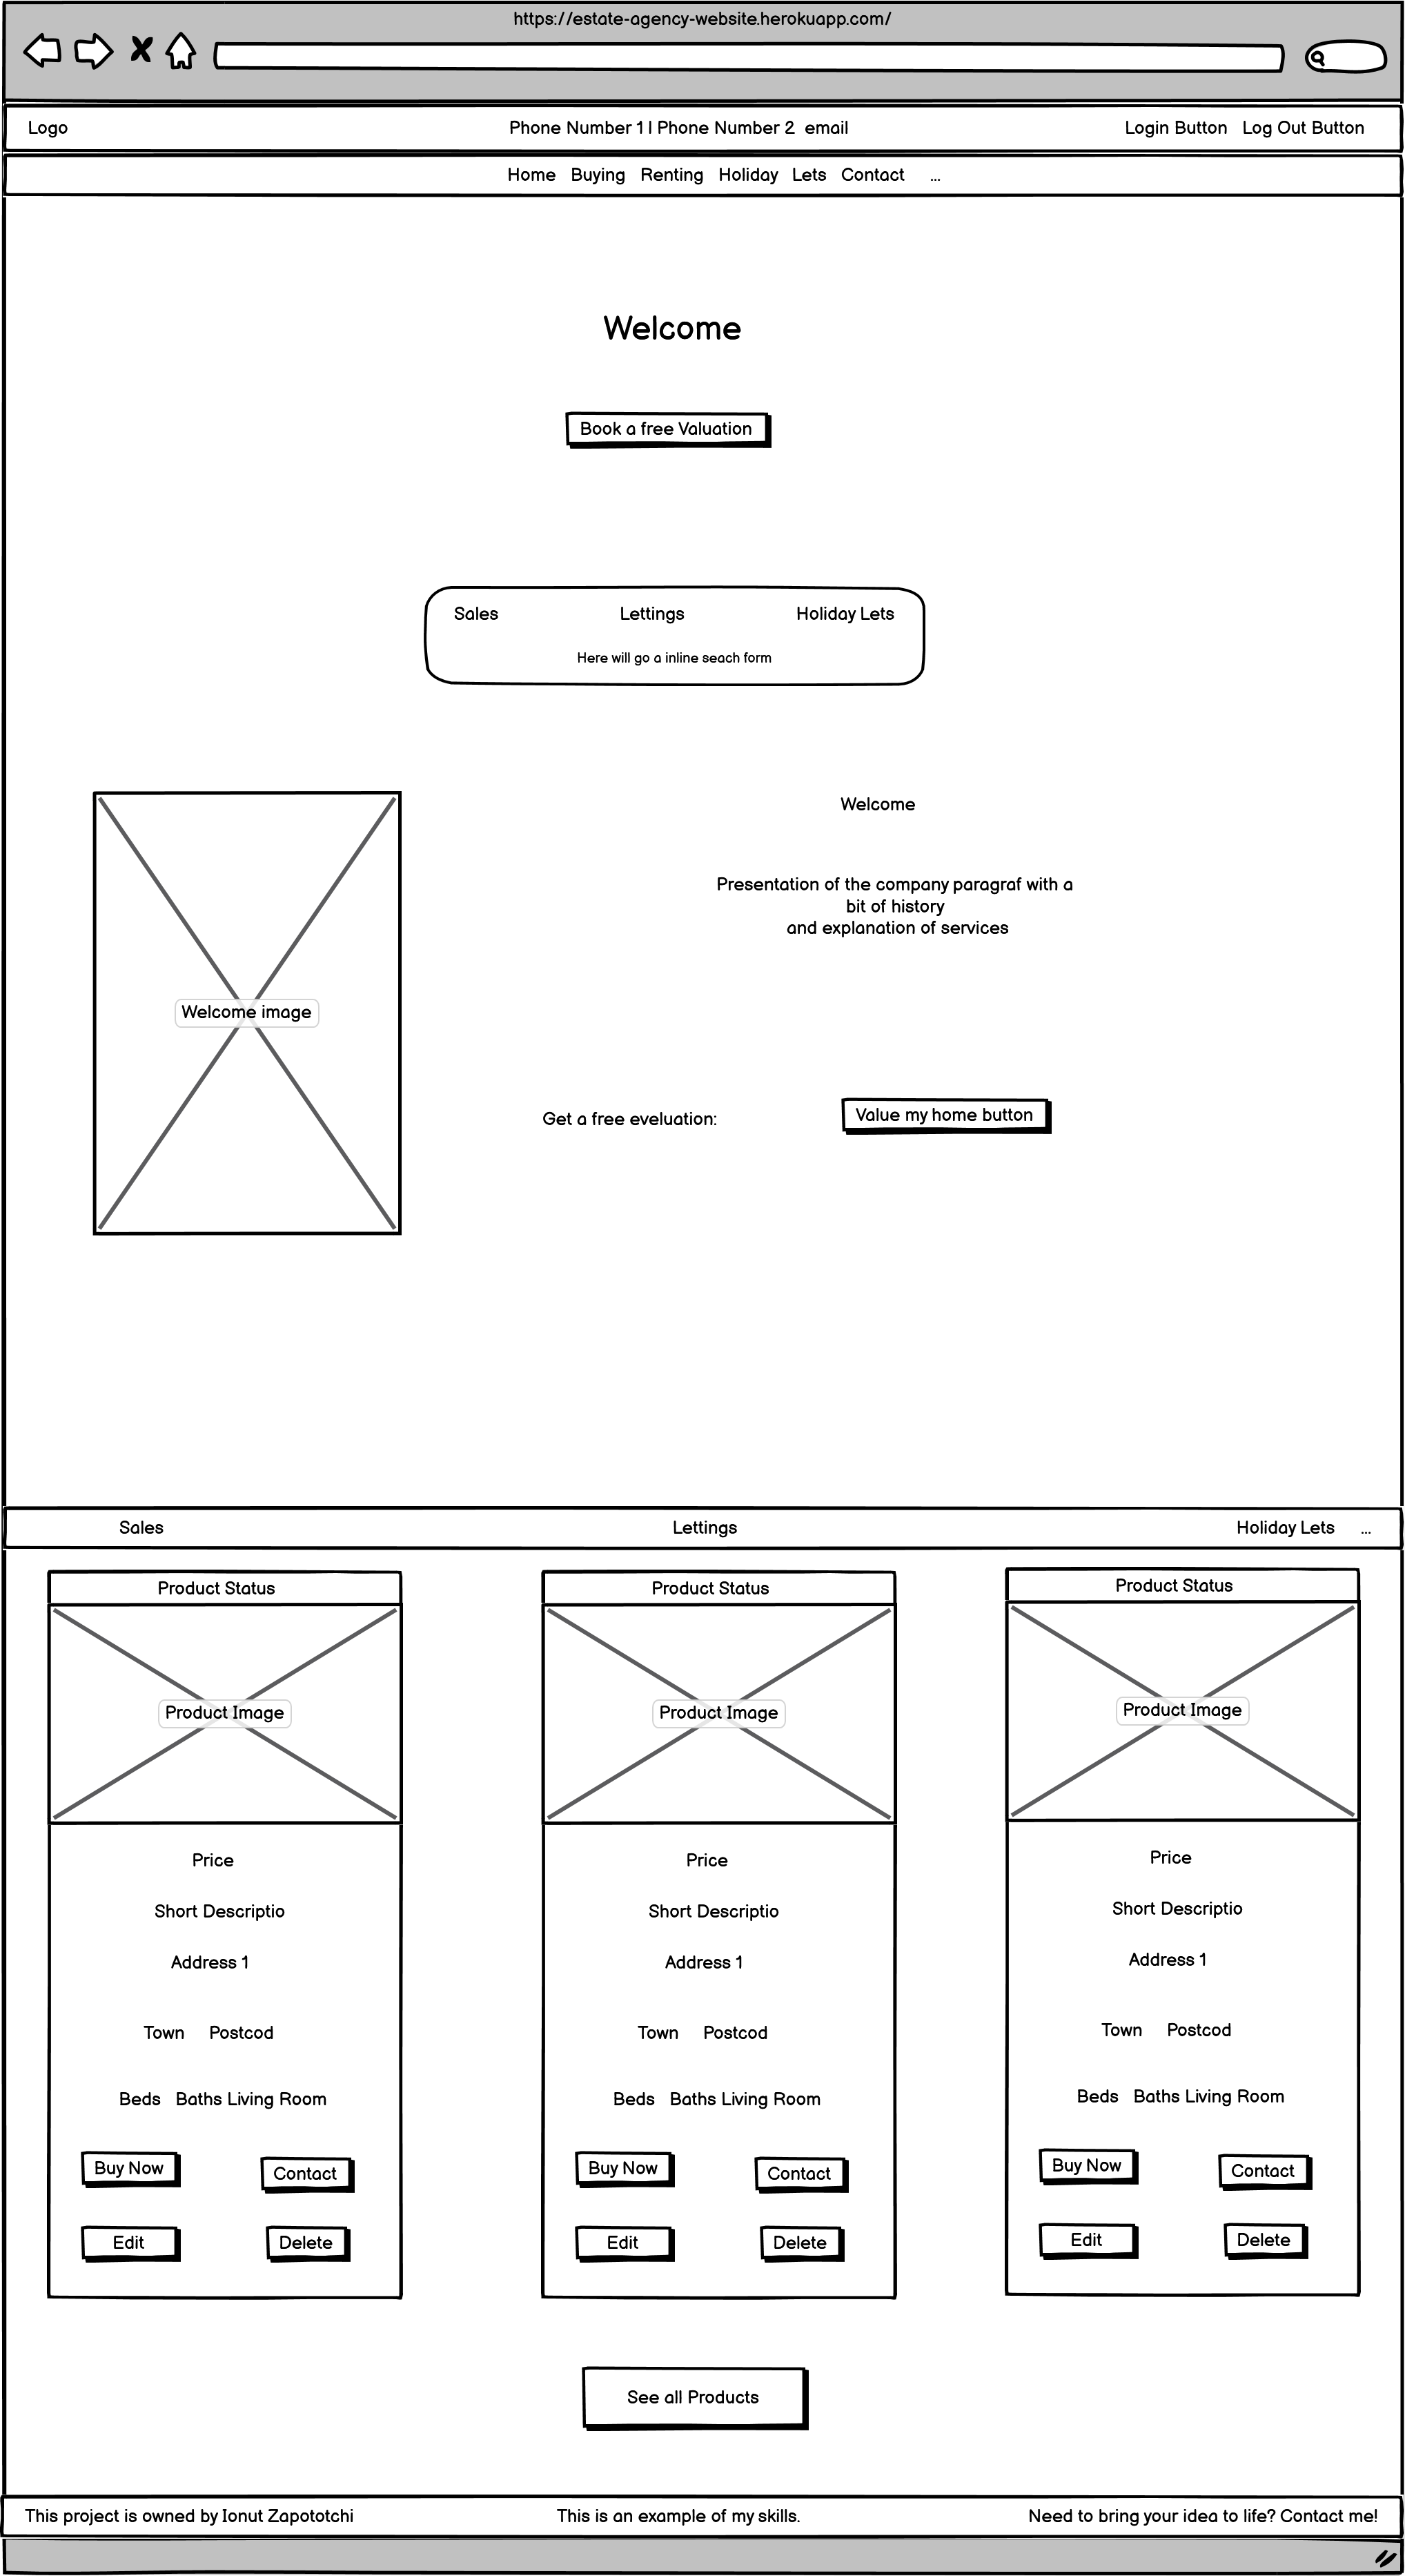 https://estate-agency-website.herokuapp.com/
Logo
Phone Number 1 | Phone Number 2 email
Login Button Log Out Button
Home Buying Renting Holiday Lets Contact ...
Welcome
Book a free Valuation
Sales Lettings Holiday Lets
Here will go a inline seach form
Welcome image
Welcome
Presentation of the company paragraf with a
bit of history
and explanation of services
Get a free eveluation:
Value my home button
Sales Lettings Holiday Lets ...
Product Status
Product Image
Price
Short Descriptio
Address 1
Town Postcod
Beds Baths Living Room
Buy Now Contact
Edit Delete
Product Status
Product Image
Price
Short Descriptio
Address 1
Town Postcod
Beds Baths Living Room
Buy Now Contact
Edit Delete
Product Status
Product Image
Price
Short Descriptio
Address 1
Town Postcod
Beds Baths Living Room
Buy Now Contact
Edit Delete
See all Products
This project is owned by Ionut Zapototchi
This is an example of my skills.
Need to bring your idea to life? Contact me!